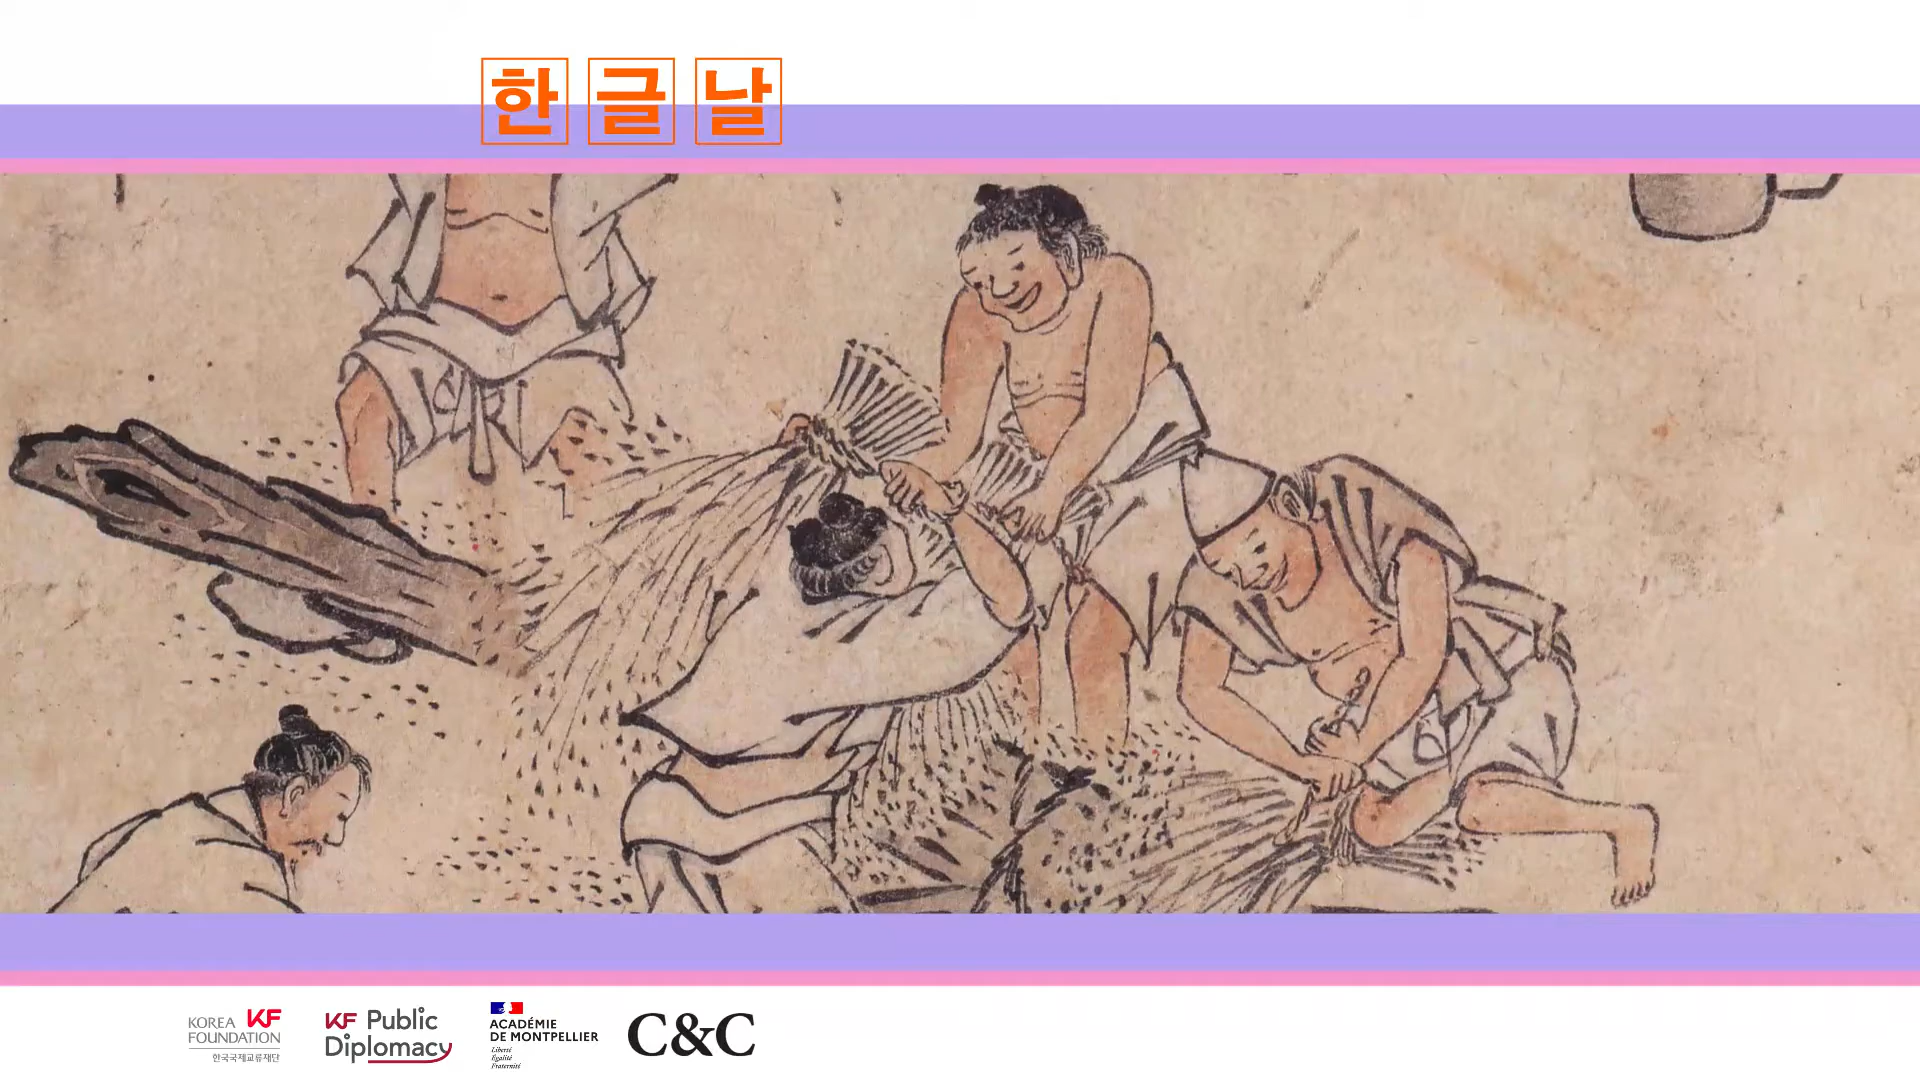 한글날
KOREA KF
FOUNDATION
한국국제교류재단
KF Public
Diplomacy
ACADÉMIE
DE MONTPELLIER
Liberté
Égalité
Fraternité
C&C